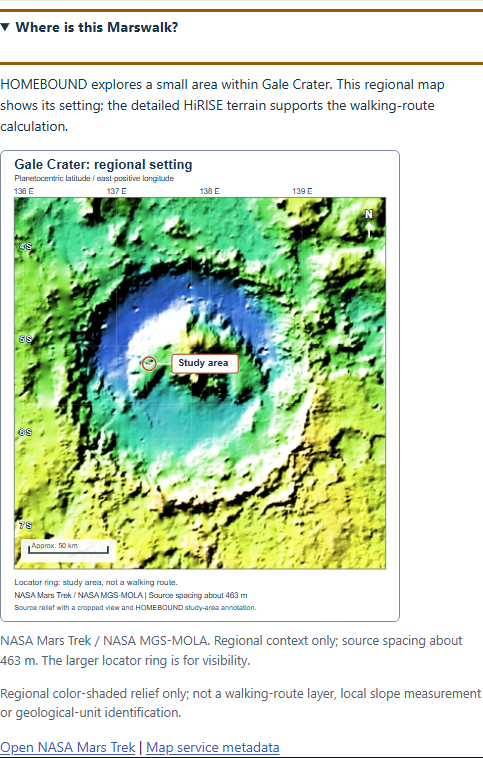 ▼ Where is this Marswalk?
HOMEBOUND explores a small area within Gale Crater. This regional map
shows its setting; the detailed HiRISE terrain supports the walking-route
calculation.
Gale Crater: regional setting
Planetocentric latitude / east-positive longitude
136 E 137 E 138 E 139 E
N
4 S
5 S
Study area
6 S
7 S
Approx. 50 km
Locator ring: study area, not a walking route.
NASA Mars Trek / NASA MGS-MOLA | Source spacing about 463 m
Source relief with a cropped view and HOMEBOUND study-area annotation.
NASA Mars Trek / NASA MGS-MOLA. Regional context only; source spacing about
463 m. The larger locator ring is for visibility.
Regional color-shaded relief only; not a walking-route layer, local slope measurement
or geological-unit identification.
Open NASA Mars Trek | Map service metadata